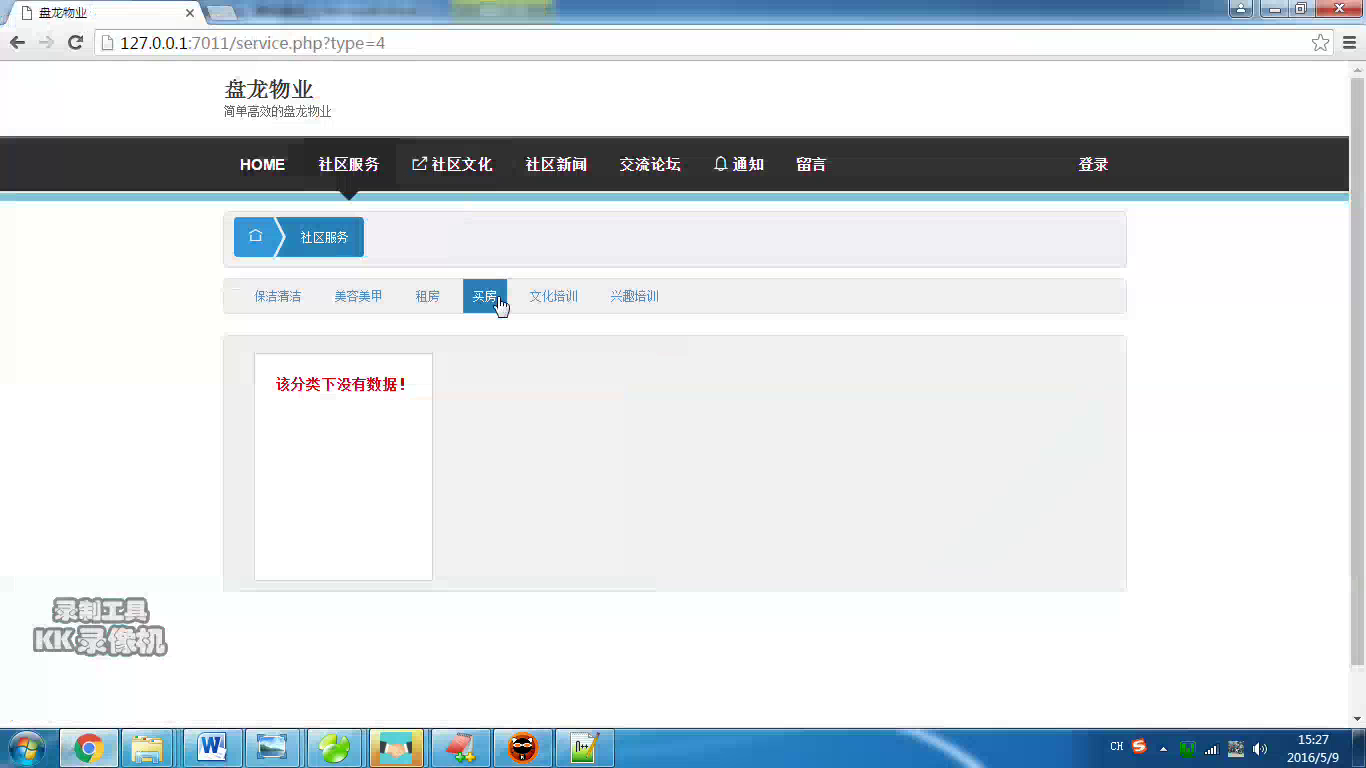 盘龙物业
127.0.0.1:7011/service.php?type=4
盘龙物业
简单高效的盘龙物业
HOME 社区服务 社区文化 社区新闻 交流论坛 通知 留言 登录
社区服务
保洁清洁 美容美甲 租房 买房 文化培训 兴趣培训
该分类下没有数据！
录制工具
KK录像机
CH
15:27
2016/5/9